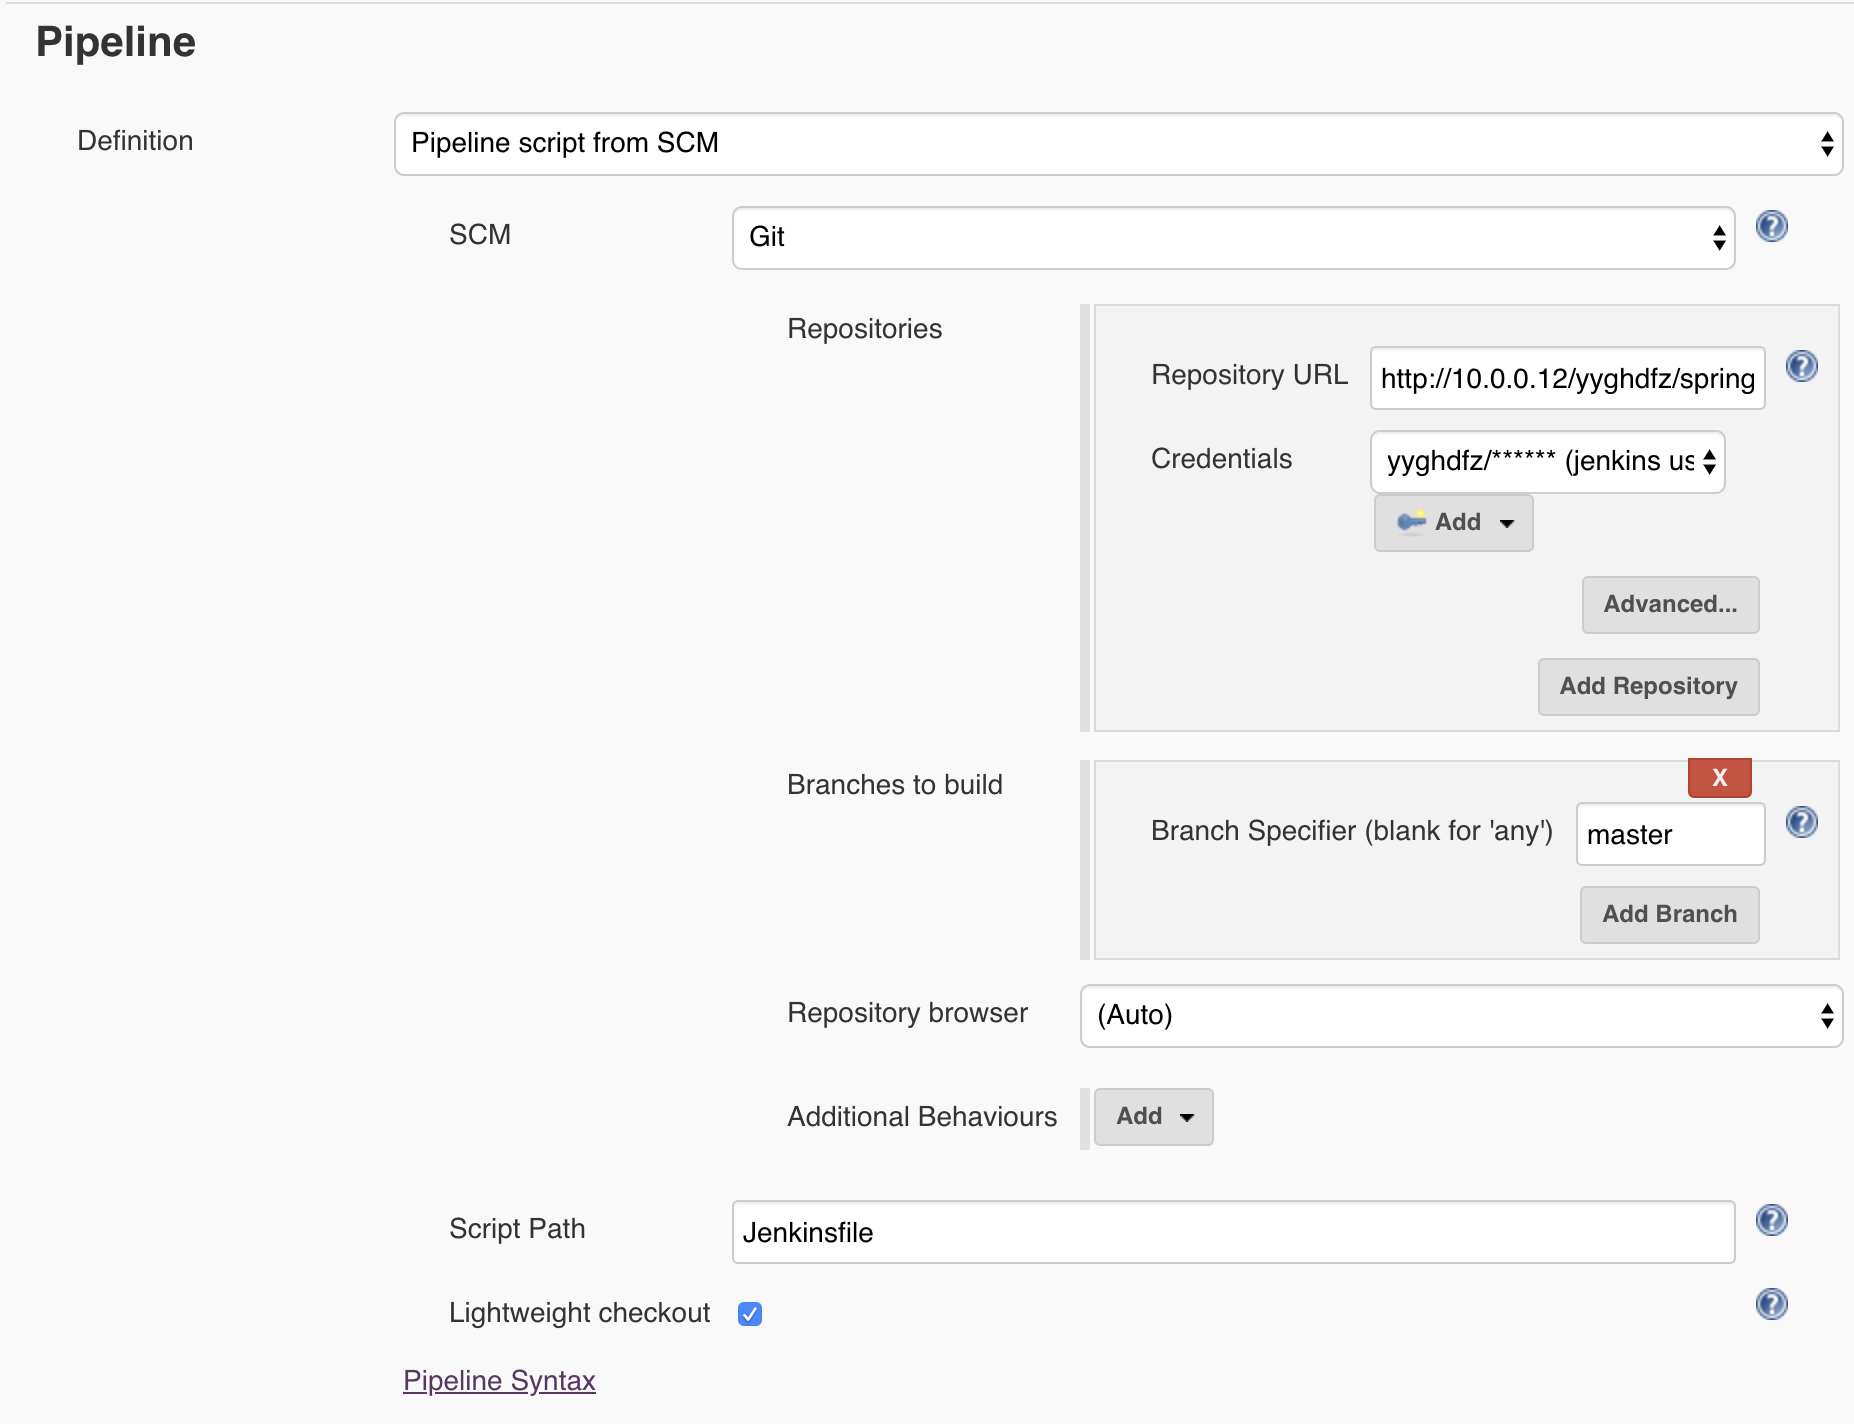 Pipeline
Definition
Pipeline script from SCM
SCM
Git
?
Repositories
Repository URL
http://10.0.0.12/yyghdfz/spring
?
Credentials
yyghdfz/****** (jenkins us
Add
Advanced...
Add Repository
Branches to build
X
Branch Specifier (blank for 'any')
master
?
Add Branch
Repository browser
(Auto)
Additional Behaviours
Add
Script Path
Jenkinsfile
?
Lightweight checkout
?
Pipeline Syntax